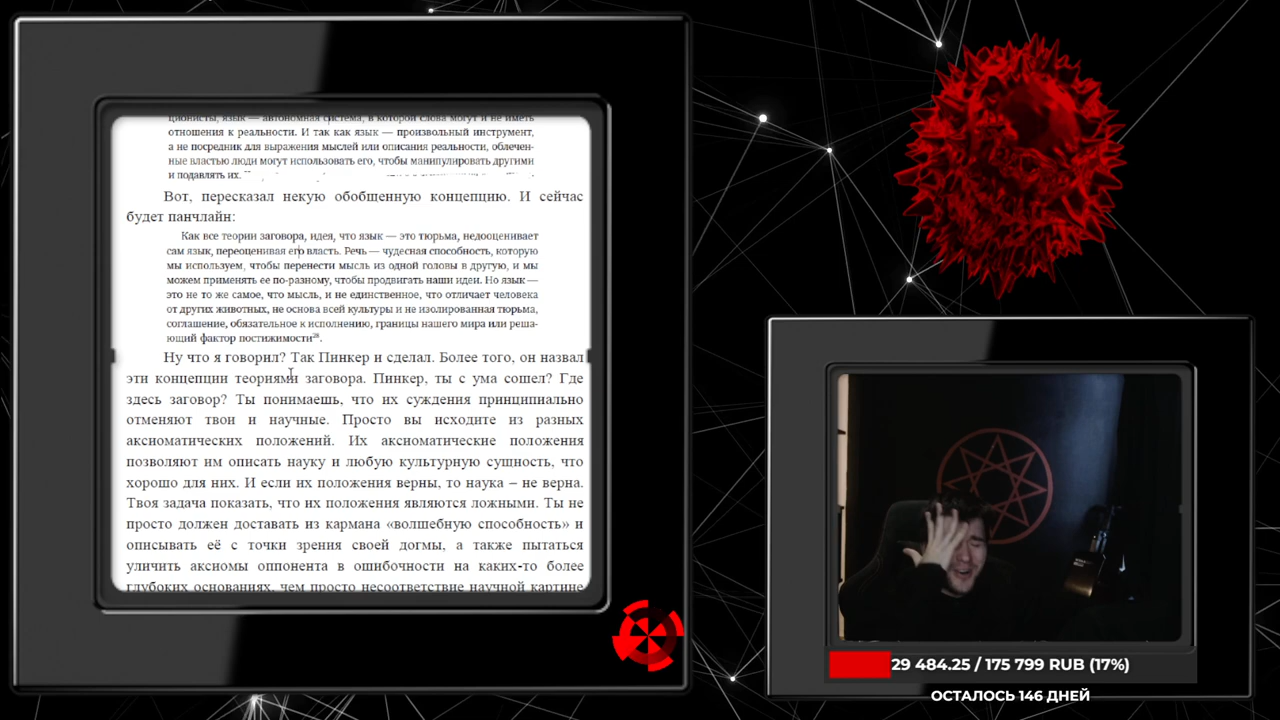 ционисты, язык — автономная система, в которой слова могут и не иметь
отношения к реальности. И так как язык — произвольный инструмент,
а не посредник для выражения мыслей или описания реальности, облечен-
ные властью люди могут использовать его, чтобы манипулировать другими
и подавлять их.
Вот, пересказал некую обобщенную концепцию. И сейчас
будет панчлайн:
Как все теории заговора, идея, что язык — это тюрьма, недооценивает
сам язык, переоценивая его власть. Речь — чудесная способность, которую
мы используем, чтобы перенести мысль из одной головы в другую, и мы
можем применять ее по-разному, чтобы продвигать наши идеи. Но язык —
это не то же самое, что мысль, и не единственное, что отличает человека
от других животных, не основа всей культуры и не изолированная тюрьма,
соглашение, обязательное к исполнению, границы нашего мира или реша-
ющий фактор постижимости²⁸.
Ну что я говорил? Так Пинкер и сделал. Более того, он назвал
эти концепции теориями заговора. Пинкер, ты с ума сошел? Где
здесь заговор? Ты понимаешь, что их суждения принципиально
отменяют твои и научные. Просто вы исходите из разных
аксиоматических положений. Их аксиоматические положения
позволяют им описать науку и любую культурную сущность, что
хорошо для них. И если их положения верны, то наука – не верна.
Твоя задача показать, что их положения являются ложными. Ты не
просто должен доставать из кармана «волшебную способность» и
описывать её с точки зрения своей догмы, а также пытаться
уличить аксиомы оппонента в ошибочности на каких-то более
глубоких основаниях, чем просто несоответствие научной картине
29 484.25 / 175 799 RUB (17%)
ОСТАЛОСЬ 146 ДНЕЙ